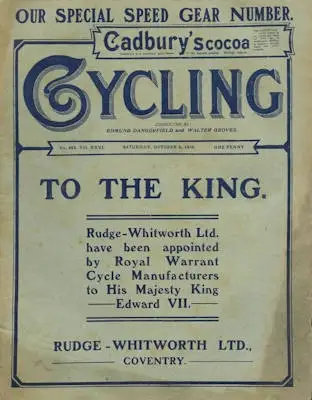 OUR SPECIAL SPEED GEAR NUMBER.
Cadbury's COCOA
CYCLING
CONDUCTED BY
EDMUND DANGERFIELD and WALTER GROVES.
SATURDAY, OCTOBER
ONE PENNY
TO THE KING.
Rudge-Whitworth Ltd.
have been appointed
by Royal Warrant
Cycle Manufacturers
to His Majesty King
Edward VII.
RUDGE-WHITWORTH LTD.,
COVENTRY.